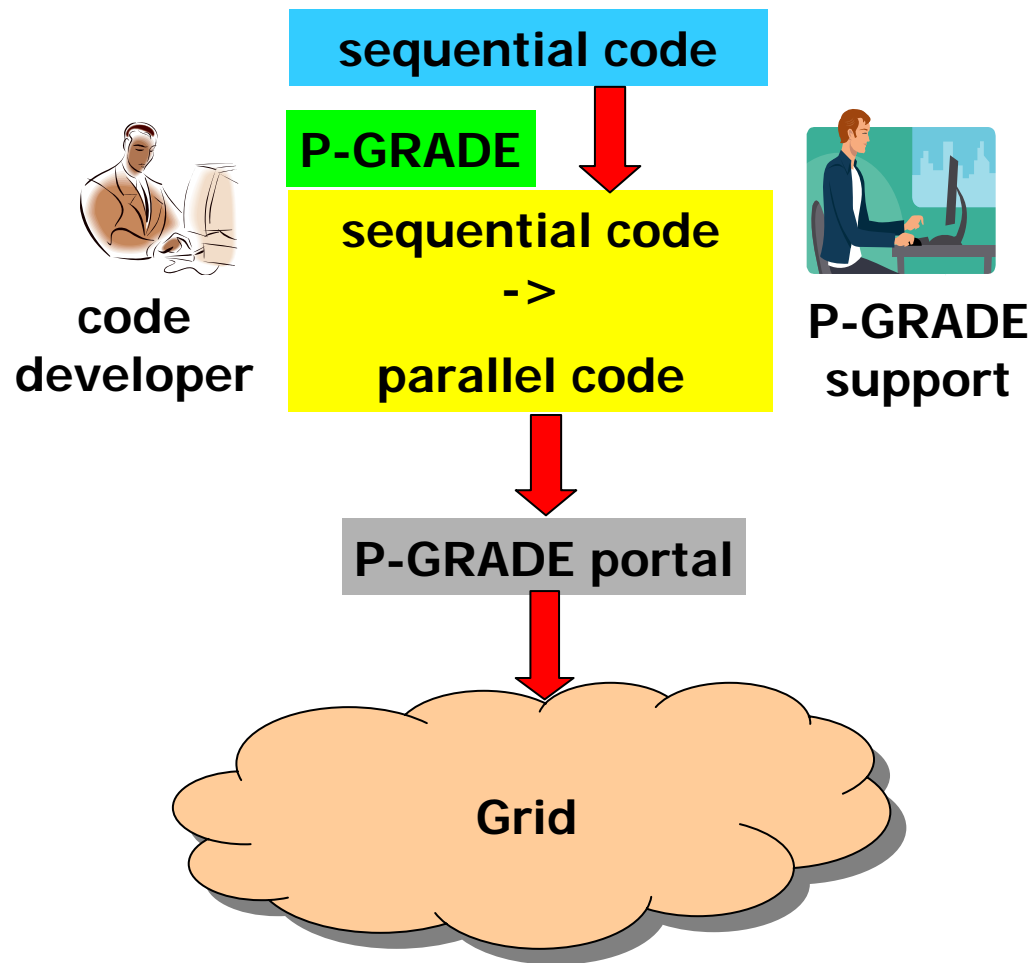 sequential code
P-GRADE
sequential code
->
parallel code
code
developer
P-GRADE
support
P-GRADE portal
Grid